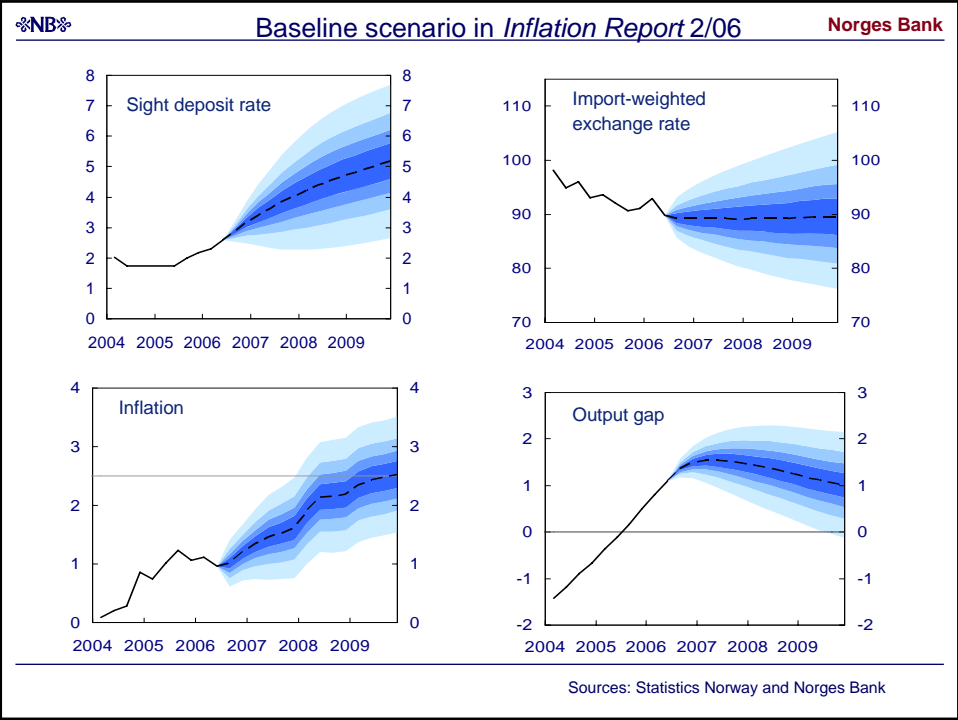 NB
Baseline scenario in Inflation Report 2/06
Norges Bank
Sight deposit rate
8 8
7 7
6 6
5 5
4 4
3 3
2 2
1 1
0 0
2004 2005 2006 2007 2008 2009
Import-weighted
exchange rate
110 110
100 100
90 90
80 80
70 70
2004 2005 2006 2007 2008 2009
Inflation
4 4
3 3
2 2
1 1
0 0
2004 2005 2006 2007 2008 2009
Output gap
3 3
2 2
1 1
0 0
-1 -1
-2 -2
2004 2005 2006 2007 2008 2009
Sources: Statistics Norway and Norges Bank